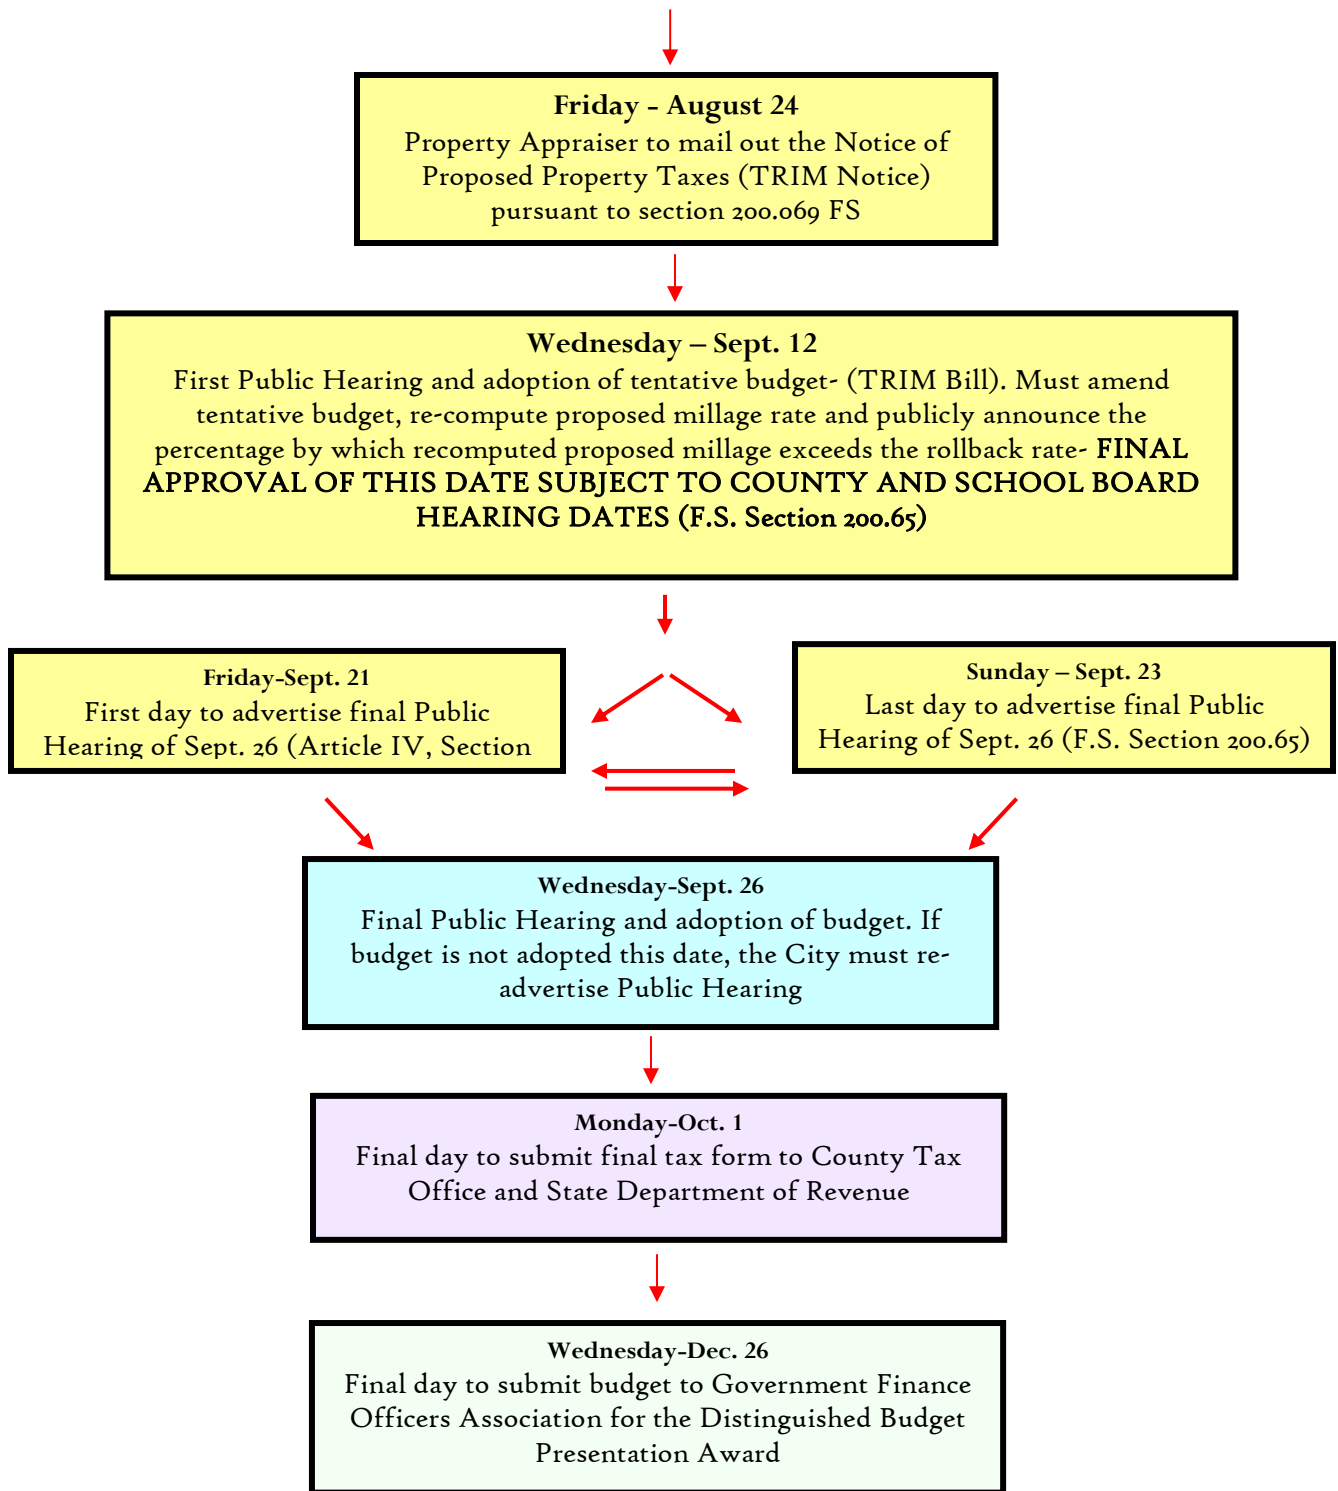 Friday - August 24
Property Appraiser to mail out the Notice of
Proposed Property Taxes (TRIM Notice)
pursuant to section 200.069 FS
Wednesday – Sept. 12
First Public Hearing and adoption of tentative budget- (TRIM Bill). Must amend
tentative budget, re-compute proposed millage rate and publicly announce the
percentage by which recomputed proposed millage exceeds the rollback rate- FINAL
APPROVAL OF THIS DATE SUBJECT TO COUNTY AND SCHOOL BOARD
HEARING DATES (F.S. Section 200.65)
Friday-Sept. 21
First day to advertise final Public
Hearing of Sept. 26 (Article IV, Section
Sunday – Sept. 23
Last day to advertise final Public
Hearing of Sept. 26 (F.S. Section 200.65)
Wednesday-Sept. 26
Final Public Hearing and adoption of budget. If
budget is not adopted this date, the City must re-
advertise Public Hearing
Monday-Oct. 1
Final day to submit final tax form to County Tax
Office and State Department of Revenue
Wednesday-Dec. 26
Final day to submit budget to Government Finance
Officers Association for the Distinguished Budget
Presentation Award